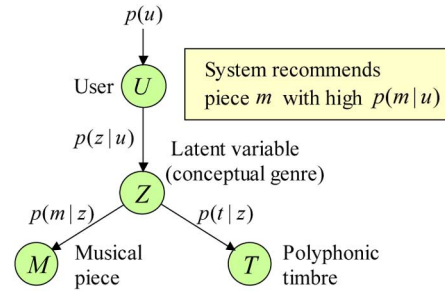 p(u)
User
U
System recommends
piece m with high p(m|u)
p(z|u)
Latent variable
(conceptual genre)
Z
p(m|z)
p(t|z)
M
Musical
piece
T
Polyphonic
timbre